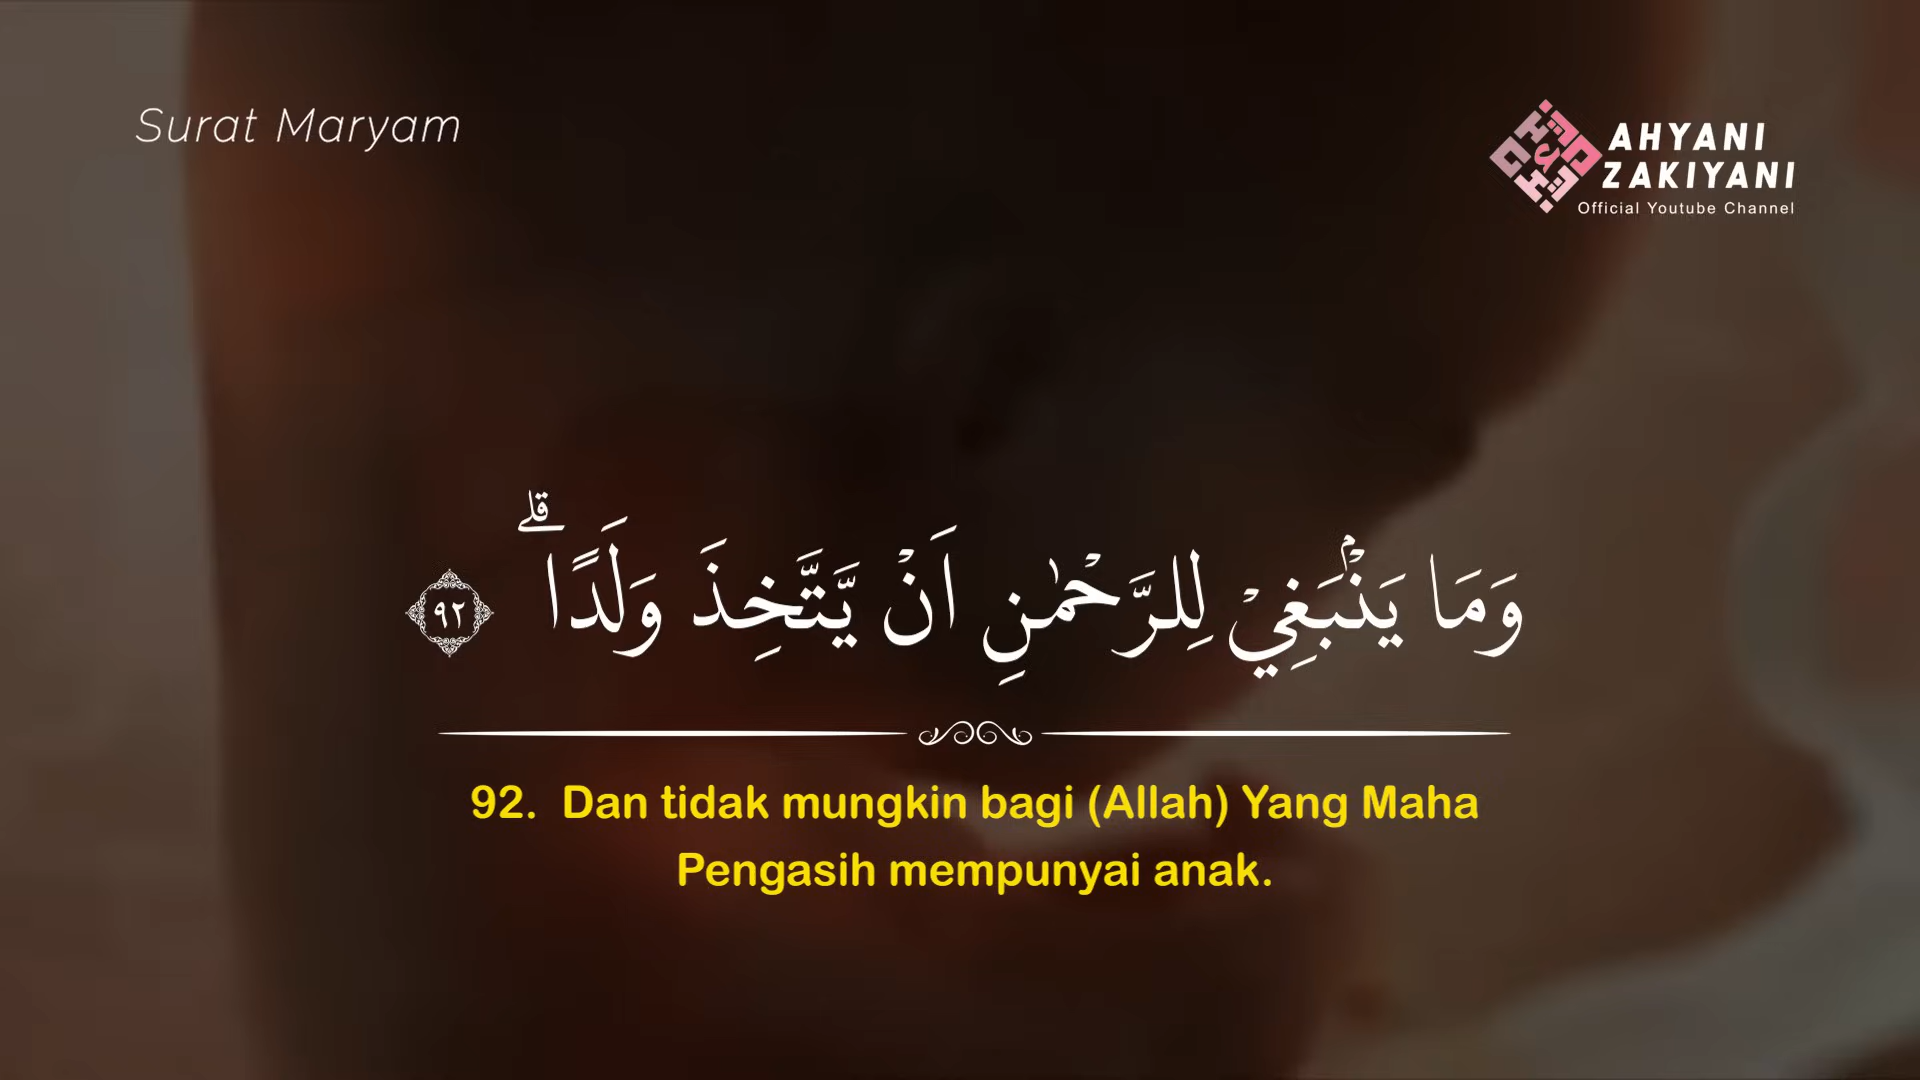 Surat Maryam
AHYANI
ZAKIYANI
Official Youtube Channel
وَمَا يَنْۢبَغِيْ لِلرَّحْمٰنِ اَنْ يَّتَّخِذَ وَلَدًا ۗ ٩٢
92. Dan tidak mungkin bagi (Allah) Yang Maha
Pengasih mempunyai anak.